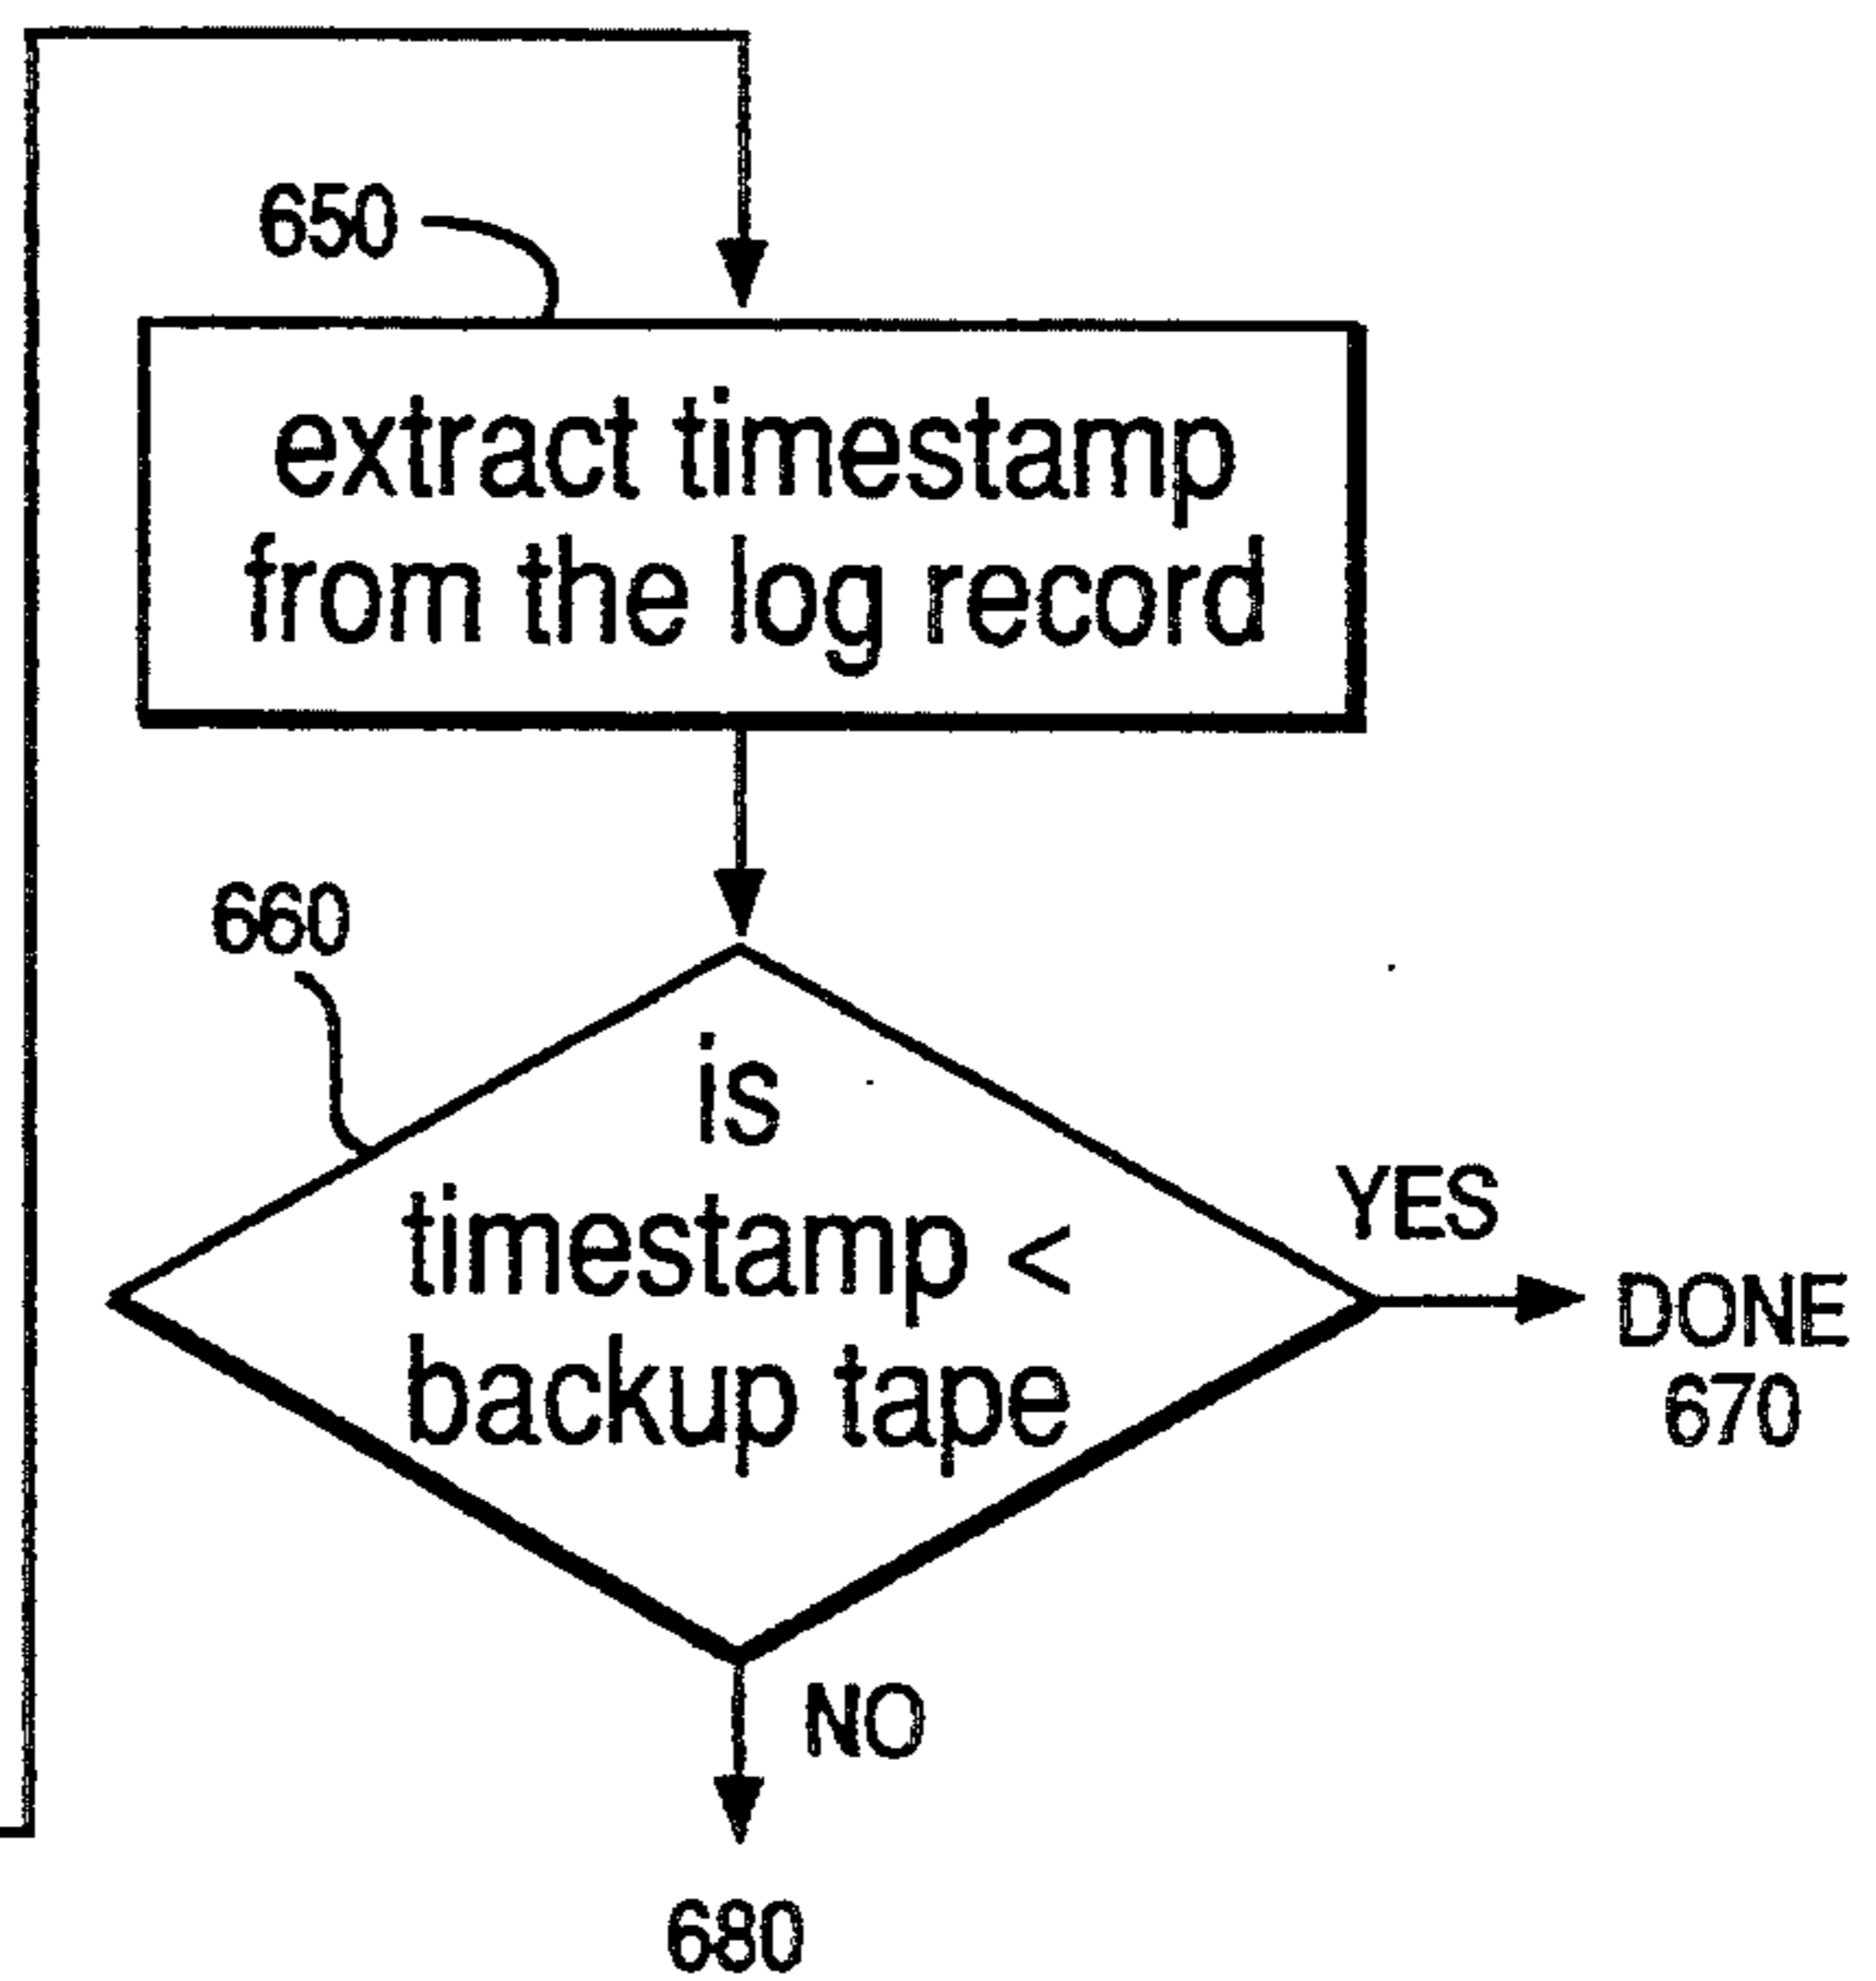 650
extract timestamp
from the log record
660
is
timestamp <
backup tape
YES
DONE
670
NO
680